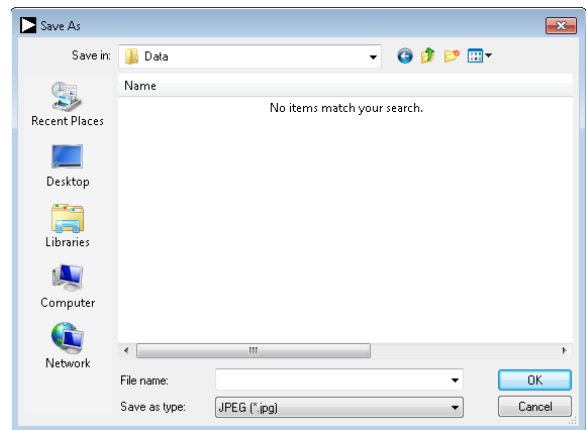 Save As
Save in:
Data
Name
No items match your search.
Recent Places
Desktop
Libraries
Computer
Network
File name:
OK
Save as type:
JPEG (*.jpg)
Cancel